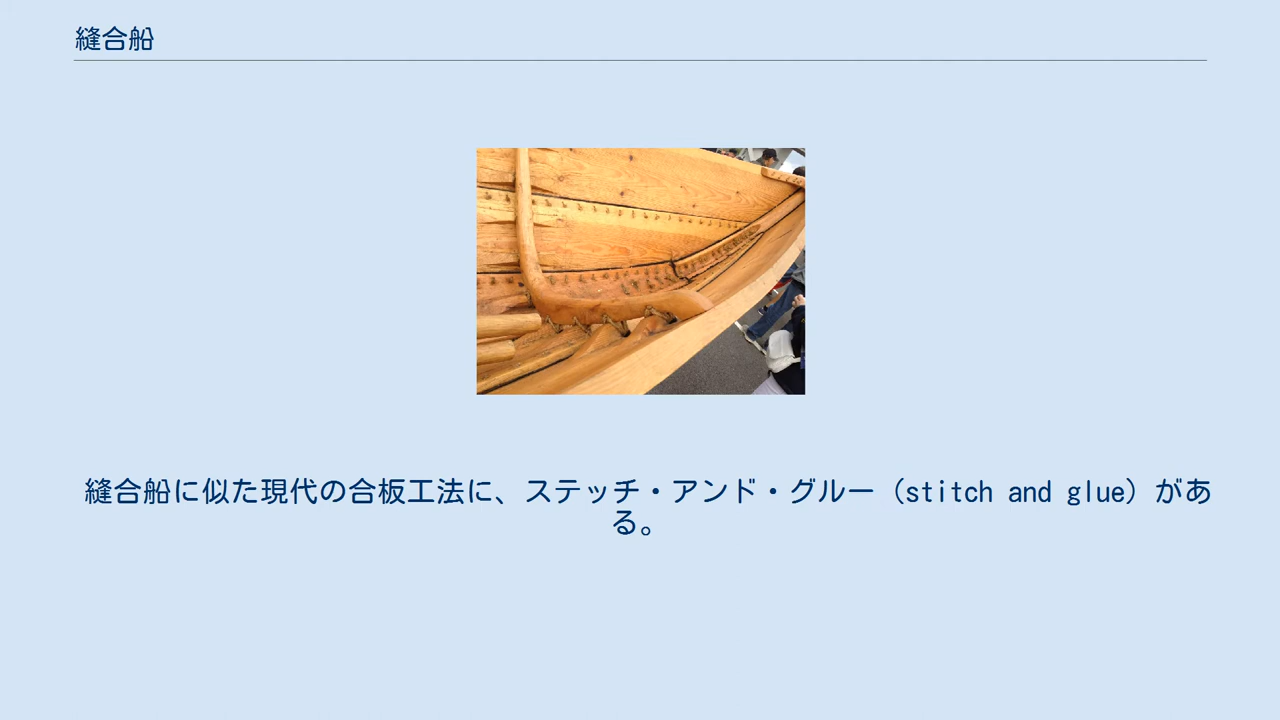 縫合船
縫合船に似た現代の合板工法に、ステッチ・アンド・グルー（stitch and glue）があ
る。